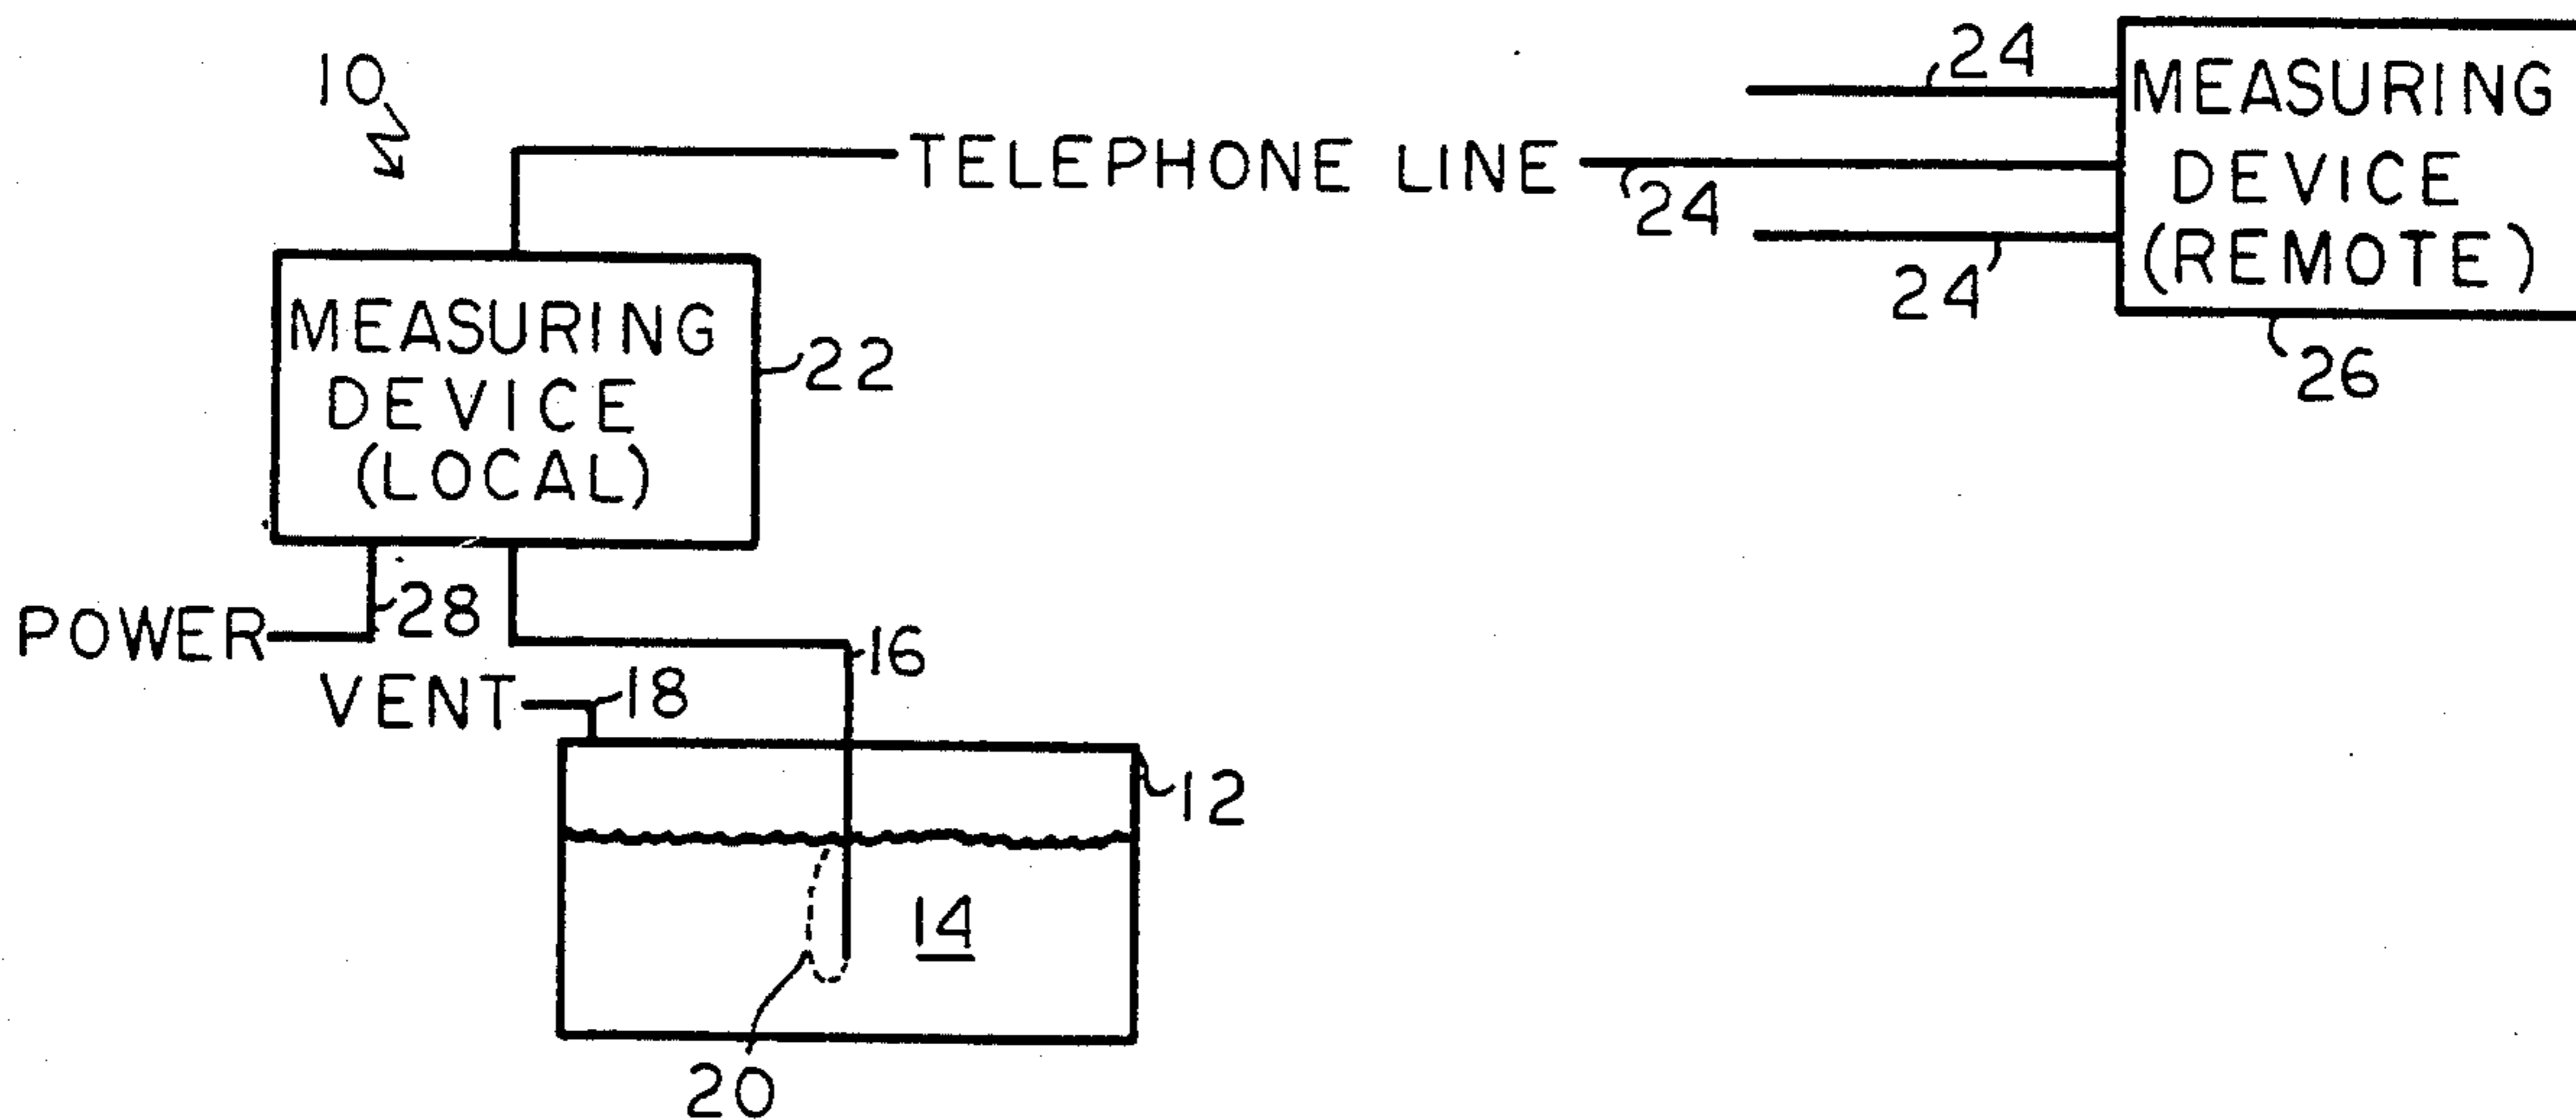 10
24
MEASURING
DEVICE
(REMOTE)
TELEPHONE LINE
24
24
26
MEASURING
DEVICE
(LOCAL)
22
POWER
28
16
VENT
18
12
14
20